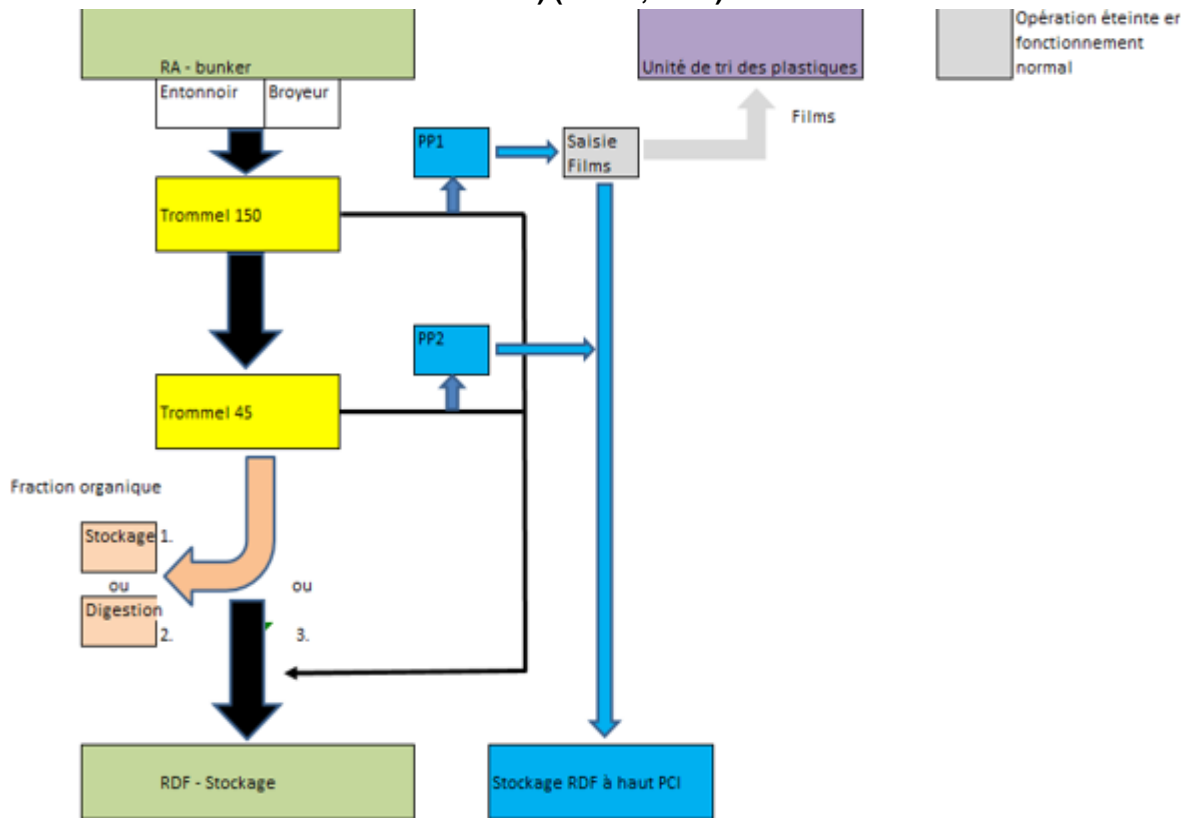 Opération éteinte er
fonctionnement
normal
RA - bunker
Unité de tri des plastiques
Entonnoir
Broyeur
Films
PP1
Saisie
Films
Trommel 150
PP2
Trommel 45
Fraction organique
Stockage 1.
ou
ou
Digestion
2.
3.
RDF - Stockage
Stockage RDF à haut PCI